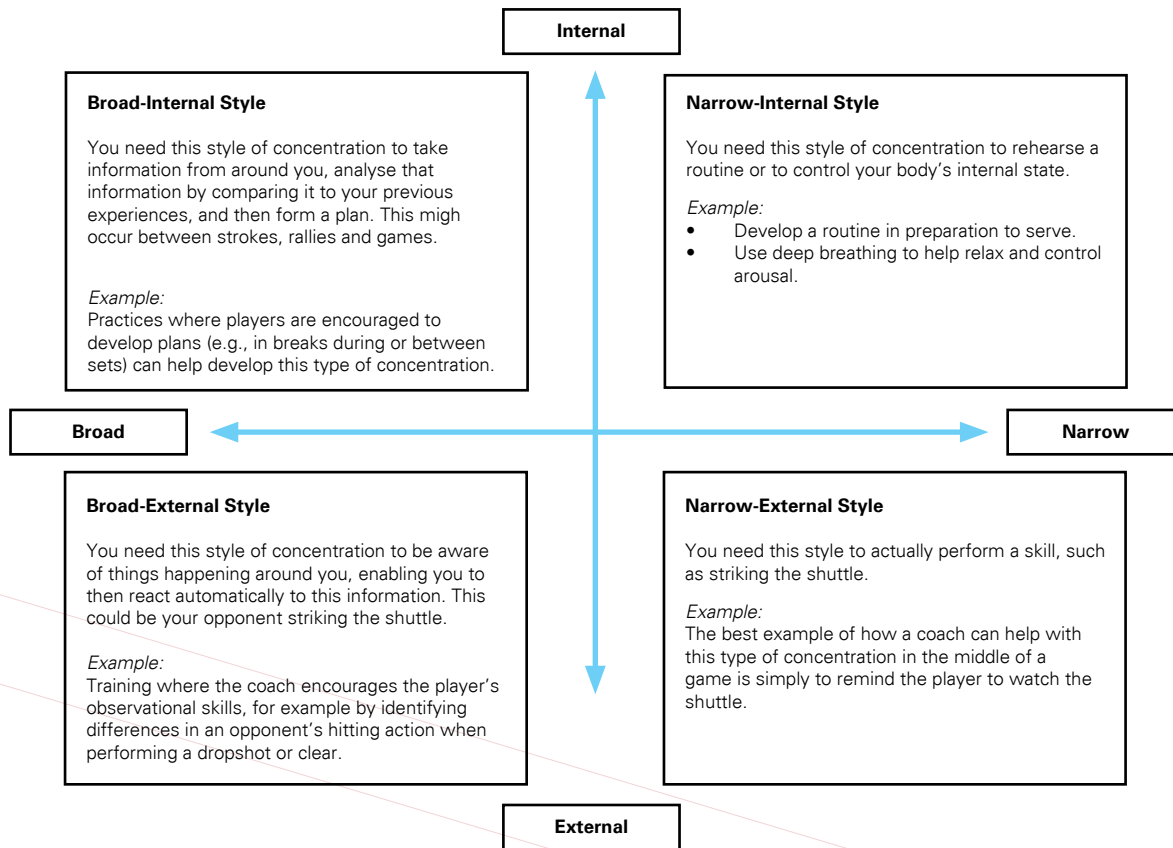 Internal
Broad-Internal Style
You need this style of concentration to take
information from around you, analyse that
information by comparing it to your previous
experiences, and then form a plan. This migh
occur between strokes, rallies and games.
Example:
Practices where players are encouraged to
develop plans (e.g., in breaks during or between
sets) can help develop this type of concentration.
Narrow-Internal Style
You need this style of concentration to rehearse a
routine or to control your body's internal state.
Example:
• Develop a routine in preparation to serve.
• Use deep breathing to help relax and control
arousal.
Broad
Narrow
Broad-External Style
You need this style of concentration to be aware
of things happening around you, enabling you to
then react automatically to this information. This
could be your opponent striking the shuttle.
Example:
Training where the coach encourages the player's
observational skills, for example by identifying
differences in an opponent's hitting action when
performing a dropshot or clear.
Narrow-External Style
You need this style to actually perform a skill, such
as striking the shuttle.
Example:
The best example of how a coach can help with
this type of concentration in the middle of a
game is simply to remind the player to watch the
shuttle.
External